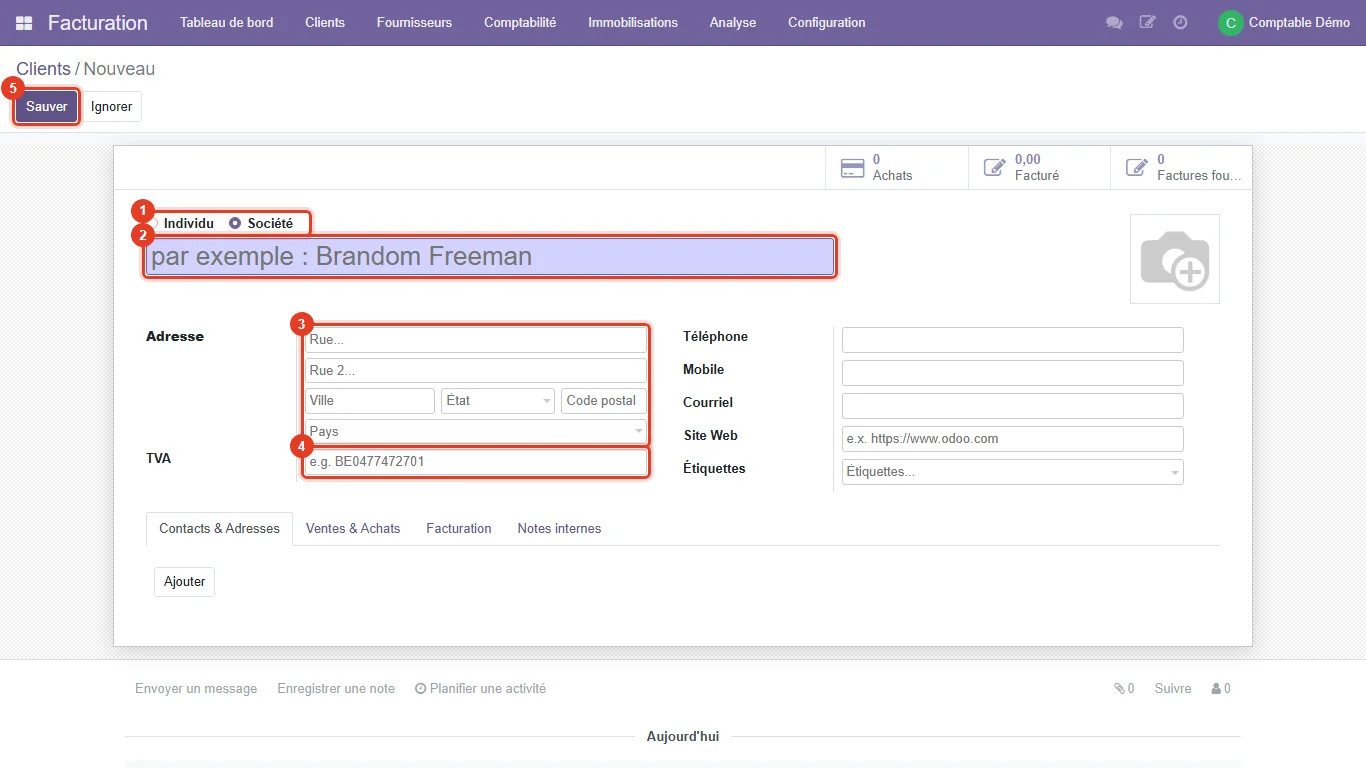 Facturation Tableau de bord Clients Fournisseurs Comptabilité Immobilisations Analyse Configuration C Comptable Démo
Clients / Nouveau
5
Sauver Ignorer
0
Achats
0,00
Facturé
0
Factures fou...
1
Individu Société
2
par exemple : Brandom Freeman
3
Adresse Rue...
Rue 2...
Ville État Code postal
Pays
4
TVA e.g. BE0477472701
Téléphone
Mobile
Courriel
Site Web e.x. https://www.odoo.com
Étiquettes Étiquettes...
Contacts & Adresses Ventes & Achats Facturation Notes internes
Ajouter
Envoyer un message Enregistrer une note Planifier une activité 0 Suivre 0
Aujourd'hui